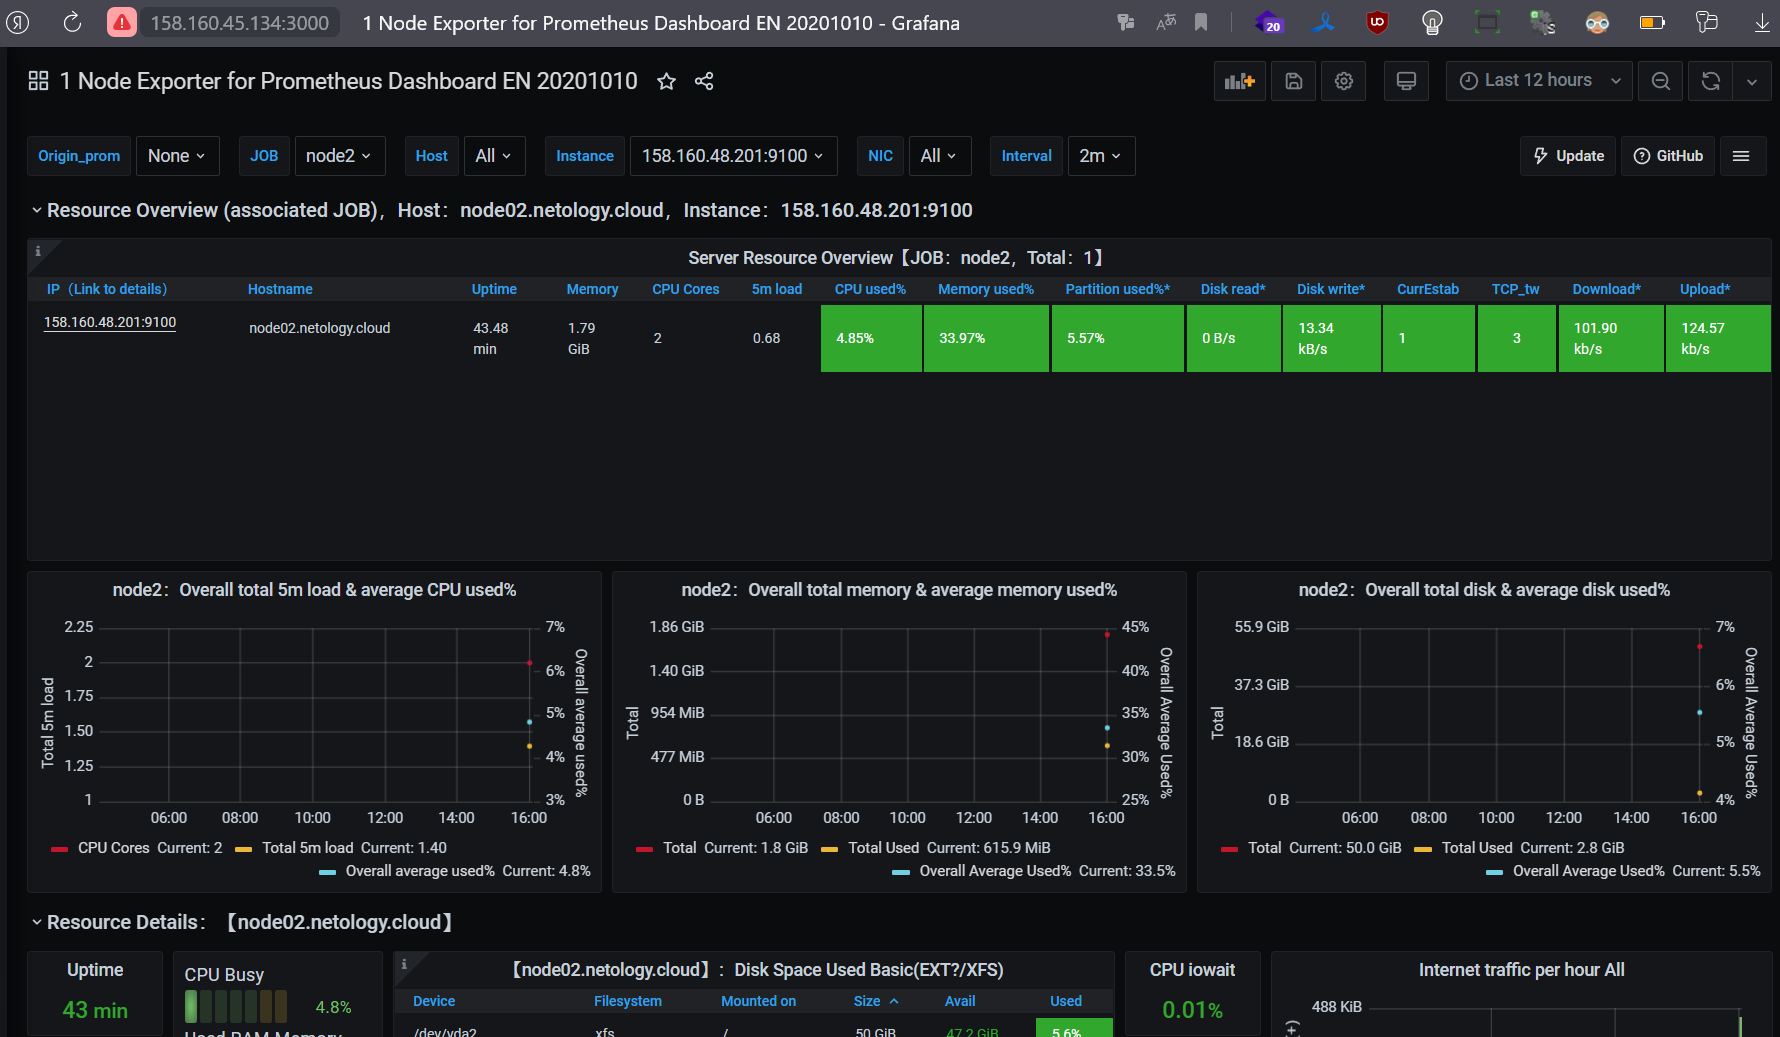 158.160.45.134:3000 1 Node Exporter for Prometheus Dashboard EN 20201010 - Grafana 20
1 Node Exporter for Prometheus Dashboard EN 20201010 Last 12 hours
Origin_prom None JOB node2 Host All Instance 158.160.48.201:9100 NIC All Interval 2m Update GitHub
Resource Overview (associated JOB)，Host：node02.netology.cloud，Instance：158.160.48.201:9100
Server Resource Overview【JOB：node2，Total：1】
IP（Link to details） Hostname Uptime Memory CPU Cores 5m load CPU used% Memory used% Partition used%* Disk read* Disk write* CurrEstab TCP_tw Download* Upload*
158.160.48.201:9100 node02.netology.cloud 43.48 min 1.79 GiB 2 0.68 4.85% 33.97% 5.57% 0 B/s 13.34 kB/s 1 3 101.90 kb/s 124.57 kb/s
node2：Overall total 5m load & average CPU used%
2.25
2
1.75
1.50
1.25
1
Total 5m load
7%
6%
5%
4%
3%
Overall average used%
06:00 08:00 10:00 12:00 14:00 16:00
CPU Cores Current: 2 Total 5m load Current: 1.40
Overall average used% Current: 4.8%
node2：Overall total memory & average memory used%
1.86 GiB
1.40 GiB
954 MiB
477 MiB
0 B
Total
45%
40%
35%
30%
25%
Overall Average Used%
06:00 08:00 10:00 12:00 14:00 16:00
Total Current: 1.8 GiB Total Used Current: 615.9 MiB
Overall Average Used% Current: 33.5%
node2：Overall total disk & average disk used%
55.9 GiB
37.3 GiB
18.6 GiB
0 B
Total
7%
6%
5%
4%
Overall Average Used%
06:00 08:00 10:00 12:00 14:00 16:00
Total Current: 50.0 GiB Total Used Current: 2.8 GiB
Overall Average Used% Current: 5.5%
Resource Details：【node02.netology.cloud】
Uptime
43 min
CPU Busy
4.8%
Used RAM Memory
【node02.netology.cloud】：Disk Space Used Basic(EXT?/XFS)
Device Filesystem Mounted on Size Avail Used
/dev/vda2 xfs / 50 GiB 47.2 GiB 5.6%
CPU iowait
0.01%
Internet traffic per hour All
488 KiB